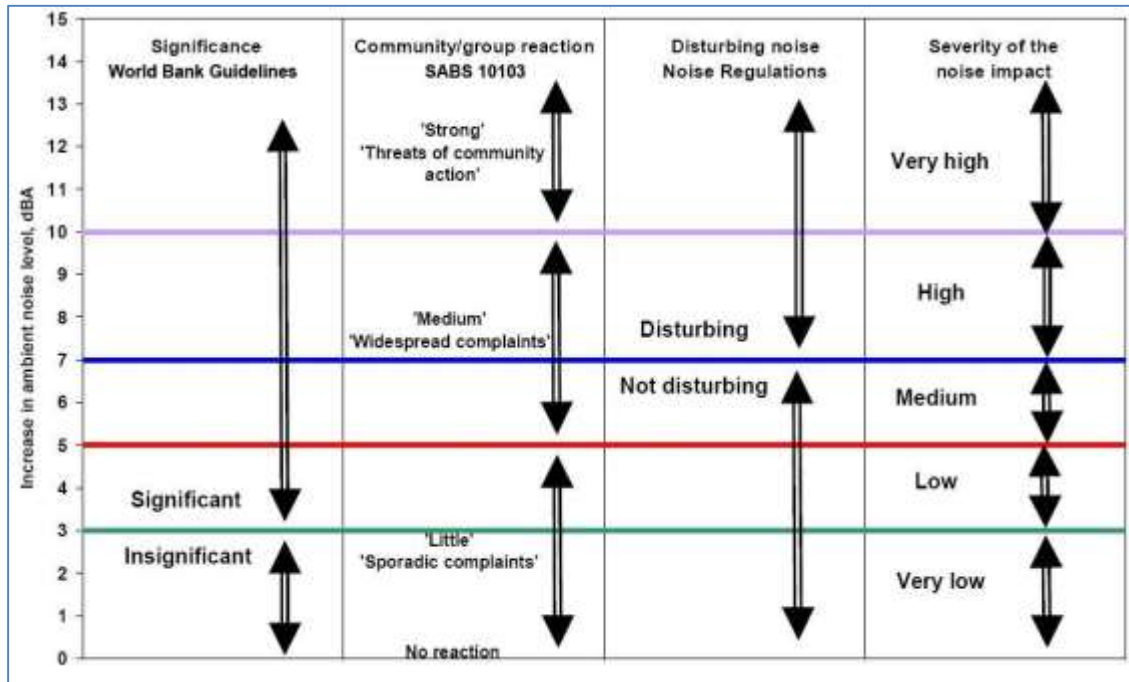 Increase in ambient noise level, dBA
15
14
13
12
11
10
9
8
7
6
5
4
3
2
1
0
Significance
World Bank Guidelines
Significant
Insignificant
Community/group reaction
SABS 10103
'Strong'
'Threats of community
action'
'Medium'
'Widespread complaints'
'Little'
'Sporadic complaints'
No reaction
Disturbing noise
Noise Regulations
Disturbing
Not disturbing
Severity of the
noise impact
Very high
High
Medium
Low
Very low